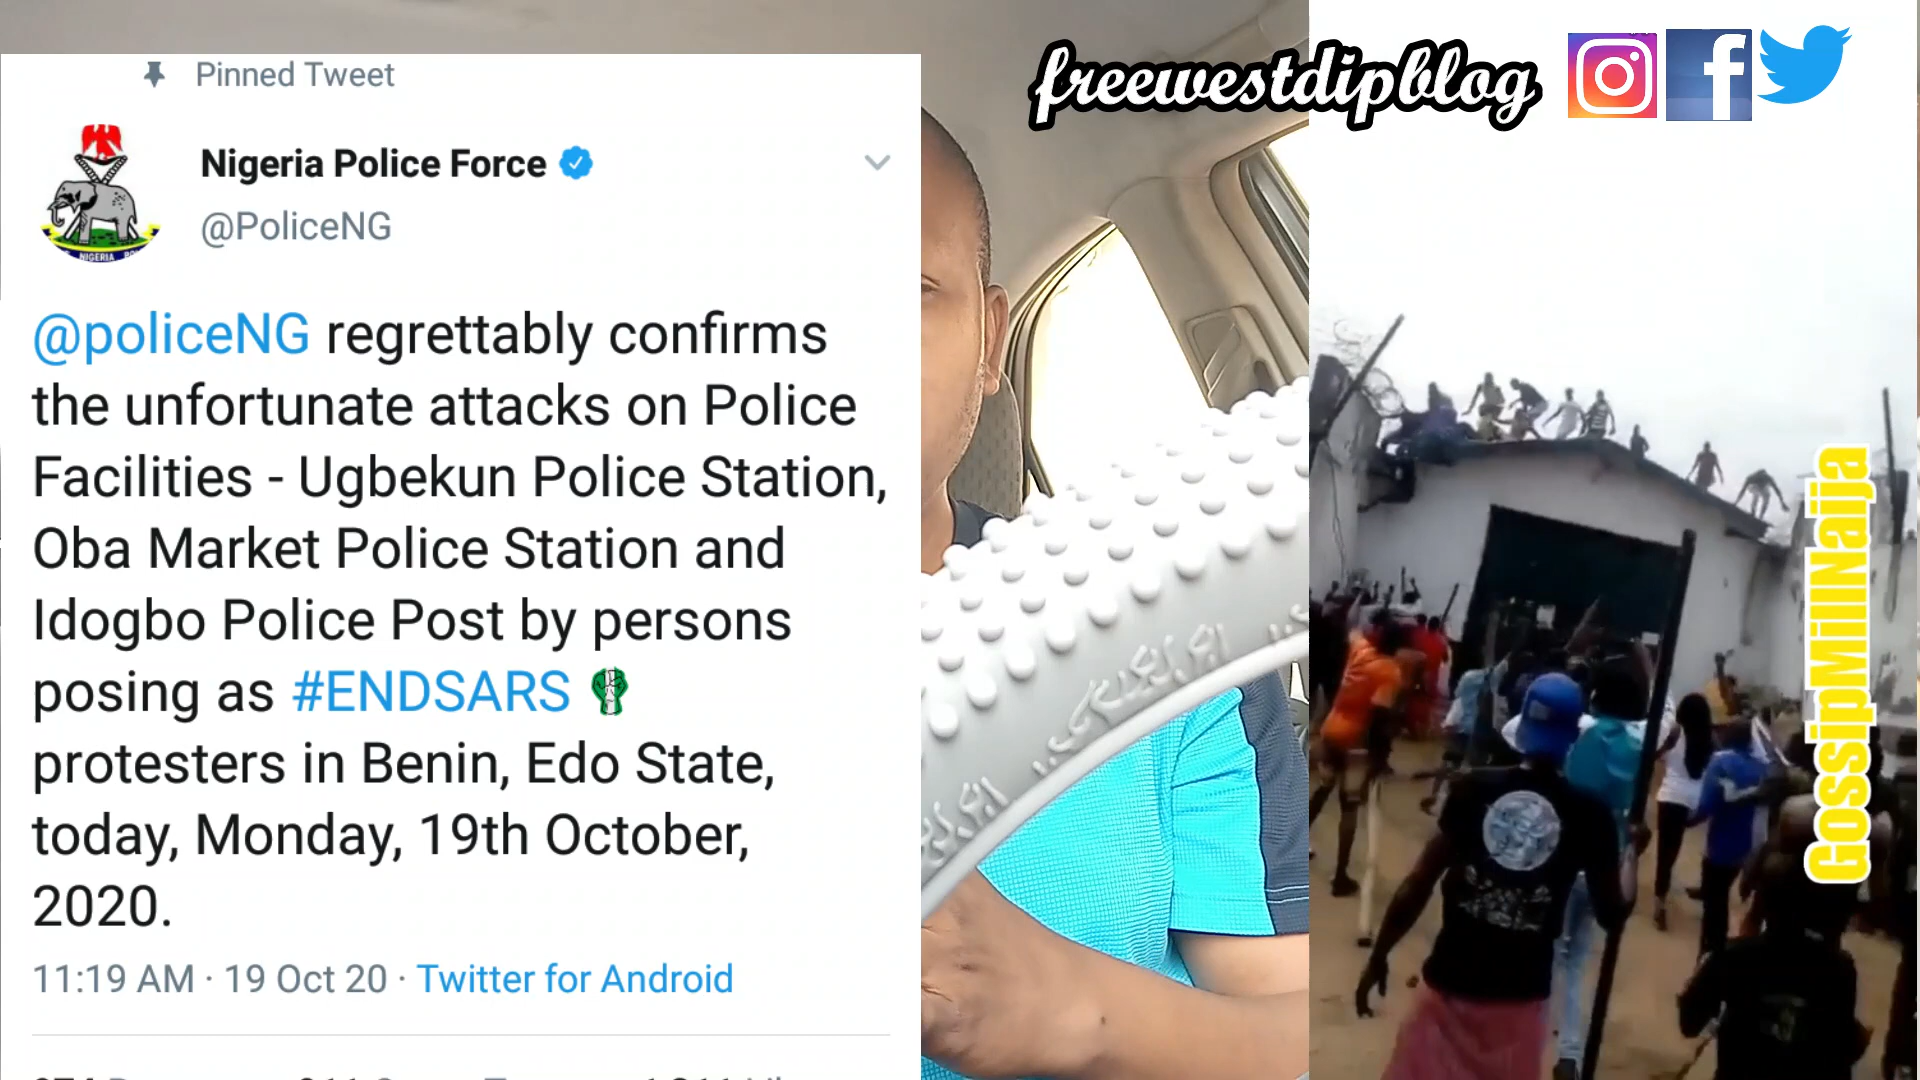 Pinned Tweet
Nigeria Police Force
@PoliceNG
@policeNG regrettably confirms
the unfortunate attacks on Police
Facilities - Ugbekun Police Station,
Oba Market Police Station and
Idogbo Police Post by persons
posing as #ENDSARS
protesters in Benin, Edo State,
today, Monday, 19th October,
2020.
11:19 AM · 19 Oct 20 · Twitter for Android
freewestdipblog
GossipMillNaija
NIGERIA